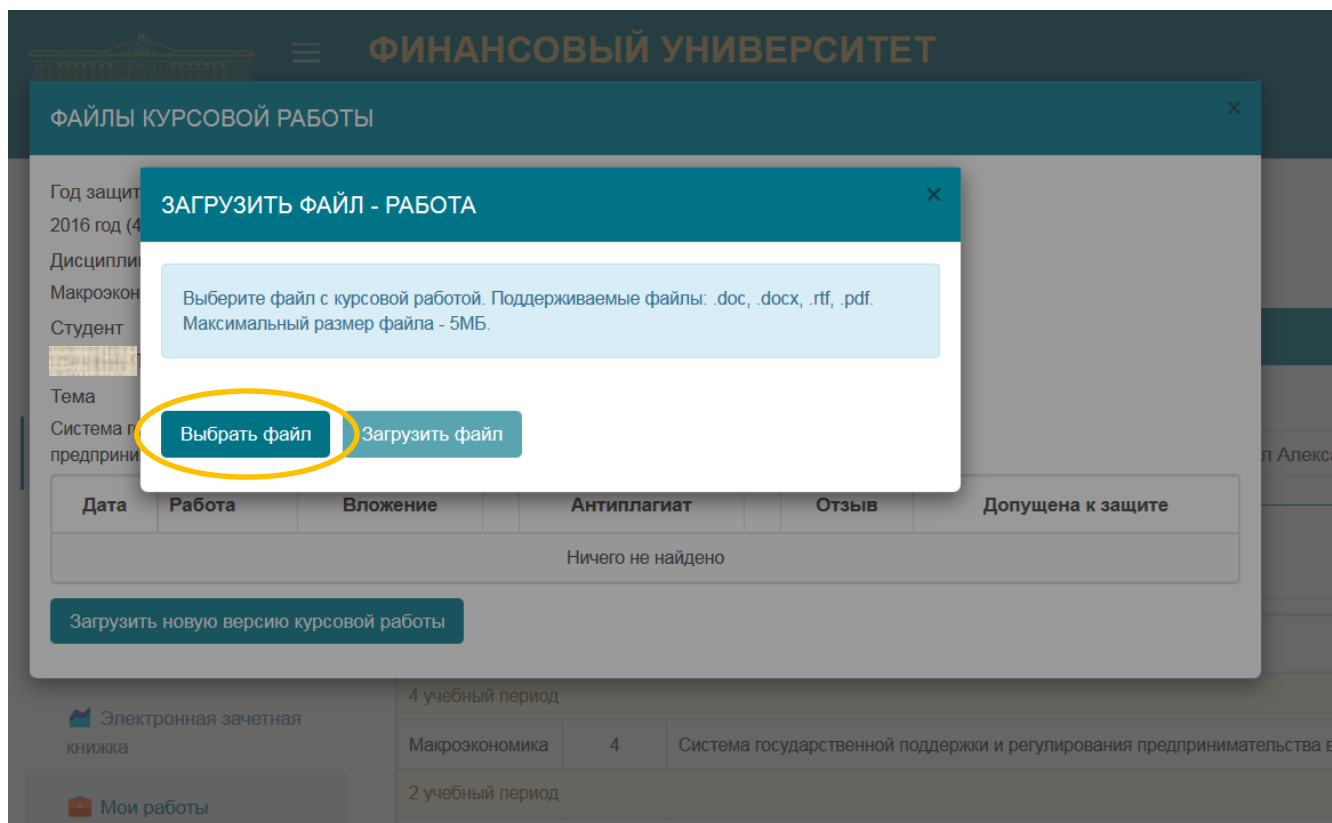 ФИНАНСОВЫЙ УНИВЕРСИТЕТ
ФАЙЛЫ КУРСОВОЙ РАБОТЫ ×
Год защит
2016 год (4
Дисципли
Макроэкон
Студент
Тема
Система п
предприни
ЗАГРУЗИТЬ ФАЙЛ - РАБОТА ×
Выберите файл с курсовой работой. Поддерживаемые файлы: .doc, .docx, .rtf, .pdf.
Максимальный размер файла - 5МБ.
Выбрать файл Загрузить файл
л Алекса
Дата Работа Вложение Антиплагиат Отзыв Допущена к защите
Ничего не найдено
Загрузить новую версию курсовой работы
4 учебный период
Электронная зачетная
книжка
Макроэкономика 4 Система государственной поддержки и регулирования предпринимательства в
2 учебный период
Мои работы